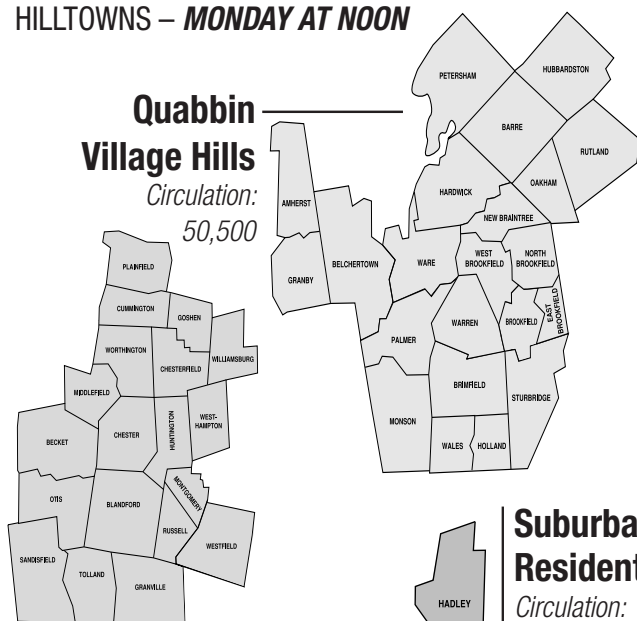 HILLTOWNS – MONDAY AT NOON
Quabbin
Village Hills
Circulation:
50,500
PETERSHAM
HUBBARDSTON
BARRE
RUTLAND
HARDWICK
OAKHAM
AMHERST
NEW BRAINTREE
BELCHERTOWN
WARE
WEST
BROOKFIELD
NORTH
BROOKFIELD
GRANBY
EAST
BROOKFIELD
WARREN
BROOKFIELD
PALMER
BRIMFIELD
STURBRIDGE
MONSON
WALES
HOLLAND
PLAINFIELD
CUMMINGTON
GOSHEN
WORTHINGTON
CHESTERFIELD
WILLIAMSBURG
MIDDLEFIELD
WEST-
HAMPTON
HUNTINGTON
CHESTER
BECKET
MONTGOMERY
OTIS
BLANDFORD
RUSSELL
WESTFIELD
SANDISFIELD
TOLLAND
GRANVILLE
Suburba
Resident
Circulation:
HADLEY